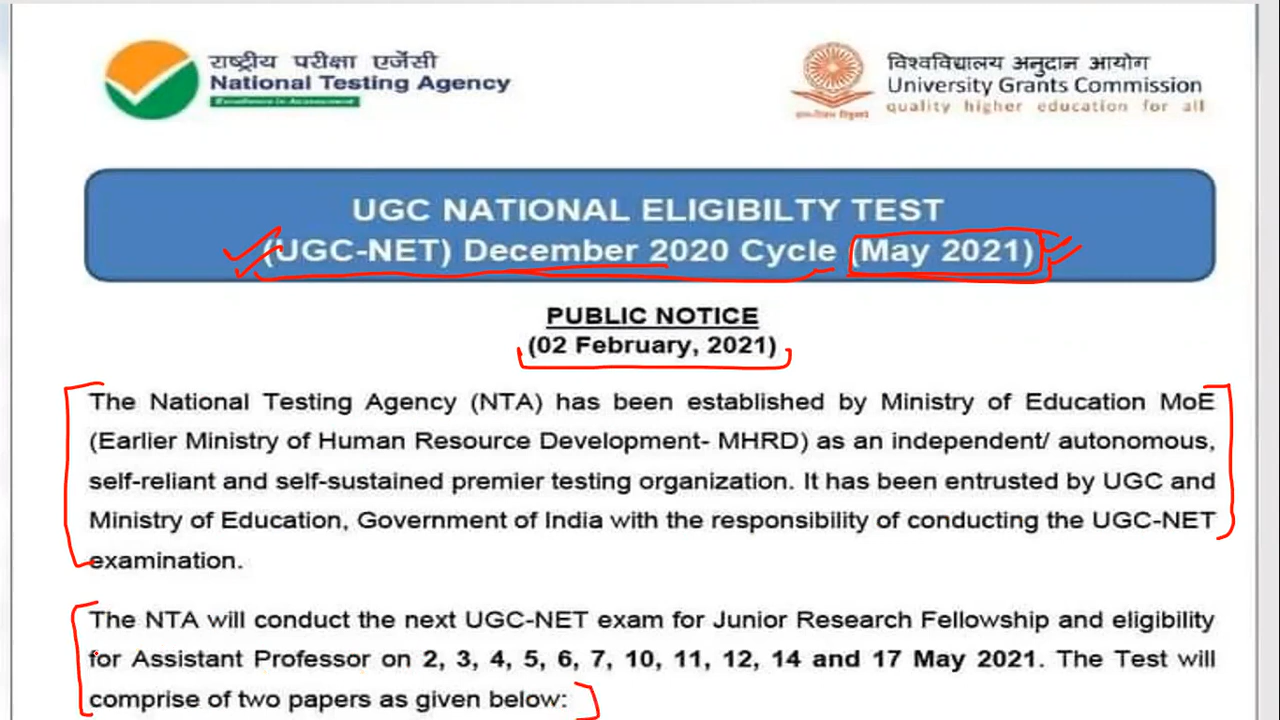 राष्ट्रीय परीक्षा एजेंसी
National Testing Agency
Excellence in Assessment
विश्वविद्यालय अनुदान आयोग
University Grants Commission
quality higher education for all
UGC NATIONAL ELIGIBILTY TEST
(UGC-NET) December 2020 Cycle (May 2021)
PUBLIC NOTICE
(02 February, 2021)
The National Testing Agency (NTA) has been established by Ministry of Education MoE
(Earlier Ministry of Human Resource Development- MHRD) as an independent/ autonomous,
self-reliant and self-sustained premier testing organization. It has been entrusted by UGC and
Ministry of Education, Government of India with the responsibility of conducting the UGC-NET
examination.
The NTA will conduct the next UGC-NET exam for Junior Research Fellowship and eligibility
for Assistant Professor on 2, 3, 4, 5, 6, 7, 10, 11, 12, 14 and 17 May 2021. The Test will
comprise of two papers as given below: